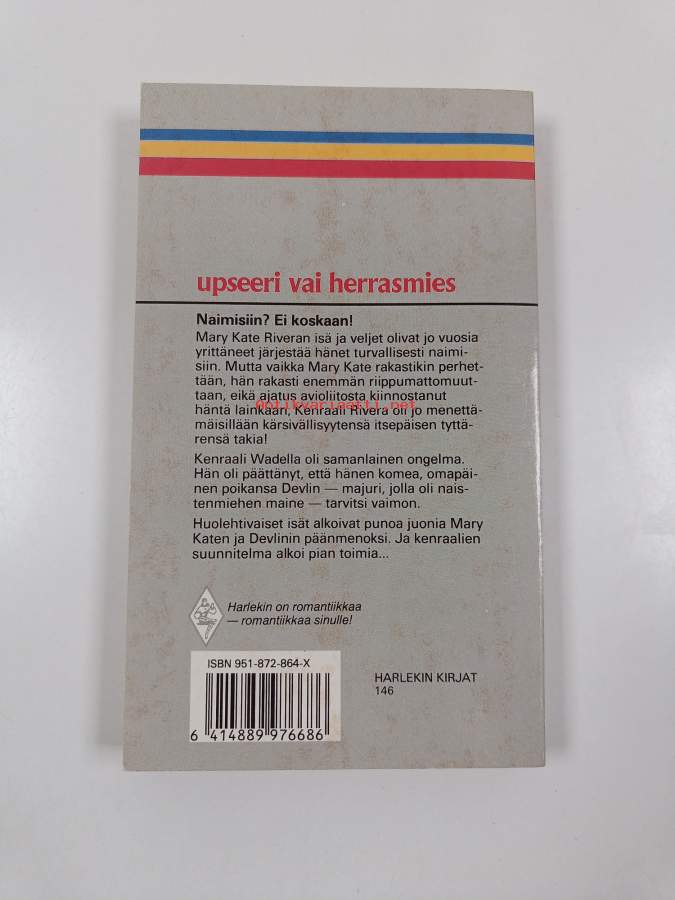 upseeri vai herrasmies
Naimisiin? Ei koskaan!
Mary Kate Riveran isä ja veljet olivat jo vuosia
yrittäneet järjestää hänet turvallisesti naimi-
siin. Mutta vaikka Mary Kate rakastikin perhet-
tään, hän rakasti enemmän riippumattomuut-
taan, eikä ajatus avioliitosta kiinnostanut
Antikvariaatti.net
häntä lainkaan, Kenraali Rivera oli jo menettä-
mäisillään kärsivällisyytensä itsepäisen tyttä-
rensä takia!
Kenraali Wadella oli samanlainen ongelma.
Hän oli päättänyt, että hänen komea, omapäi-
nen poikansa Devlin — majuri, jolla oli nais-
tenmiehen maine — tarvitsi vaimon.
Huolehtivaiset isät alkoivat punoa juonia Mary
Katen ja Devlinin päänmenoksi. Ja kenraalien
suunnitelma alkoi pian toimia...
Harlekin on romantiikkaa
— romantiikkaa sinulle!
ISBN 951-872-864-X
HARLEKIN KIRJAT
146
6 414889 976686